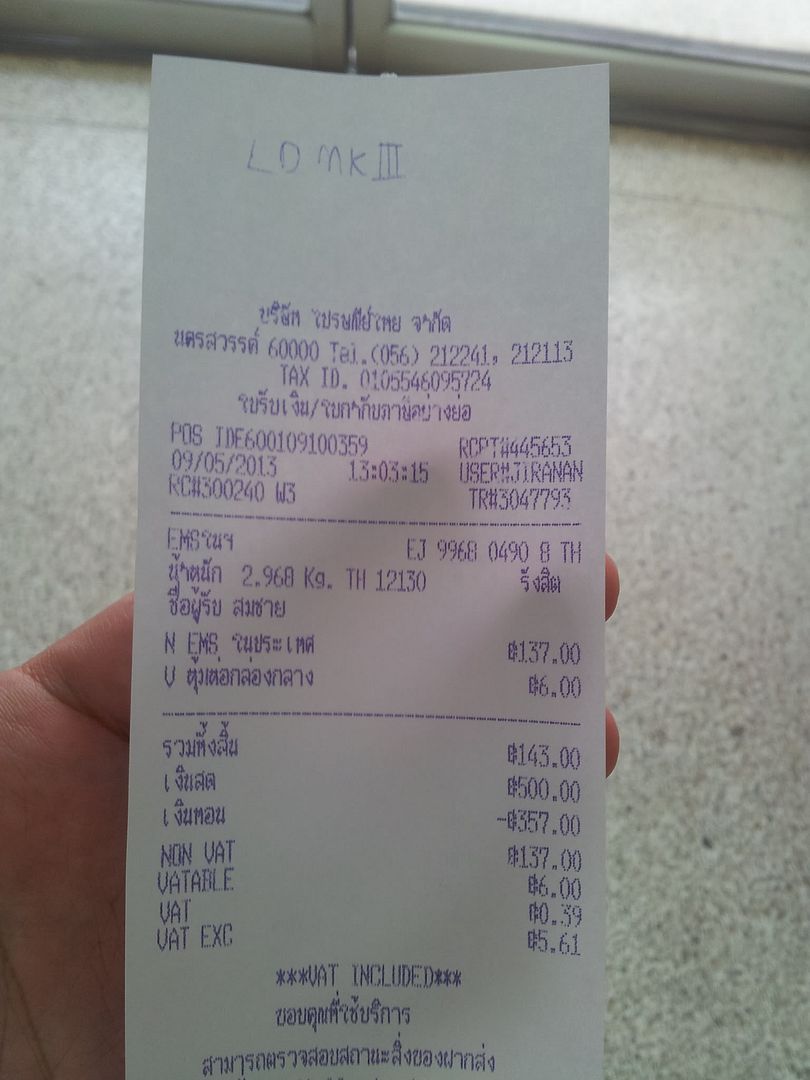 LD MK III
บริษัท ไปรษณีย์ไทย จำกัด
นครสวรรค์ 60000 Tel.(056) 212241, 212113
TAX ID. 0105546095724
ใบรับเงิน/ใบกำกับภาษีอย่างย่อ
POS IDE600109100359 RCPT#445653
09/05/2013 13:03:15 USER#JIRANAN
RC#300240 W3 TR#3047793
EMSในฯ EJ 9968 0490 8 TH
น้ำหนัก 2.968 Kg. TH 12130 รังสิต
ชื่อผู้รับ สมชาย
N EMS ในประเทศ ฿137.00
V ตู้มห่อกล่องกลาง ฿6.00
รวมทั้งสิ้น ฿143.00
เงินสด ฿500.00
เงินทอน -฿357.00
NON VAT ฿137.00
VATABLE ฿6.00
VAT ฿0.39
VAT EXC ฿5.61
***VAT INCLUDED***
ขอบคุณที่ใช้บริการ
สามารถตรวจสอบสถานะสิ่งของฝากส่ง